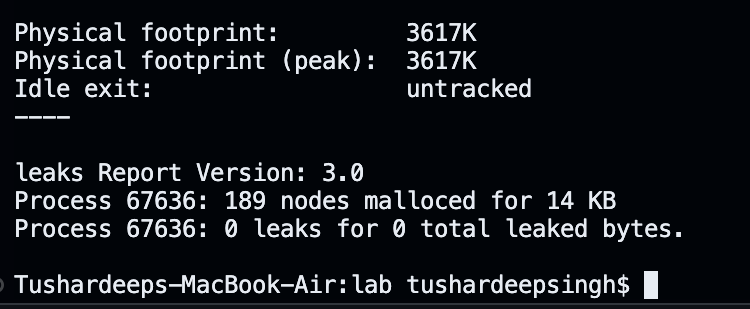 Physical footprint:         3617K
Physical footprint (peak):  3617K
Idle exit:                  untracked
----
leaks Report Version: 3.0
Process 67636: 189 nodes malloced for 14 KB
Process 67636: 0 leaks for 0 total leaked bytes.
Tushardeeps-MacBook-Air:lab tushardeepsingh$